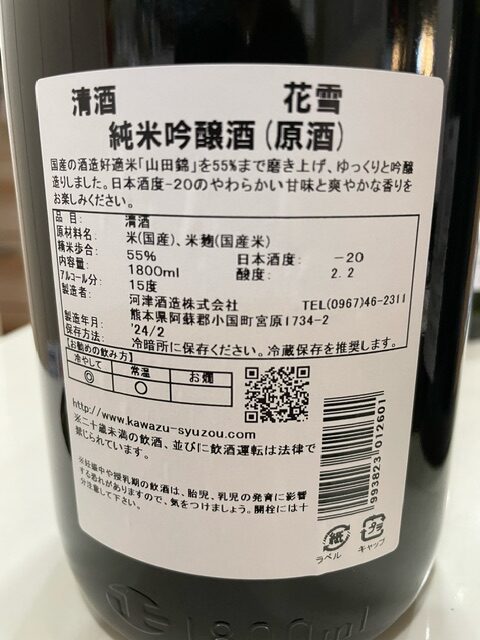 清酒 花雪
純米吟醸酒(原酒)
国産の酒造好適米「山田錦」を55%まで磨き上げ、ゆっくりと吟醸
造りしました。日本酒度-20のやわらかい甘味と爽やかな香りを
お楽しみください。
品目: 清酒
原材料名: 米(国産)、米麹(国産米)
精米歩合: 55% 日本酒度: -20
内容量: 1800ml 酸度: 2.2
アルコール分: 15度
製造者: 河津酒造株式会社 TEL(0967)46-2311
熊本県阿蘇郡小国町宮原1734-2
製造年月: '24/2
保存方法: 冷暗所に保存ください。冷蔵保存を推奨します。
【お勧めの飲み方】
冷やして 常温 お燗
◎ ○
http://www.kawazu-syuzou.com
※二十歳未満の飲酒、並びに飲酒運転は法律で
禁じられています。
※妊娠中や授乳期の飲酒は、胎児、乳児の発育に影響
する恐れがありますので、気をつけましょう。開栓には十
分注意して下さい。
993823 012601
紙 プラ
ラベル キャップ
1800ml